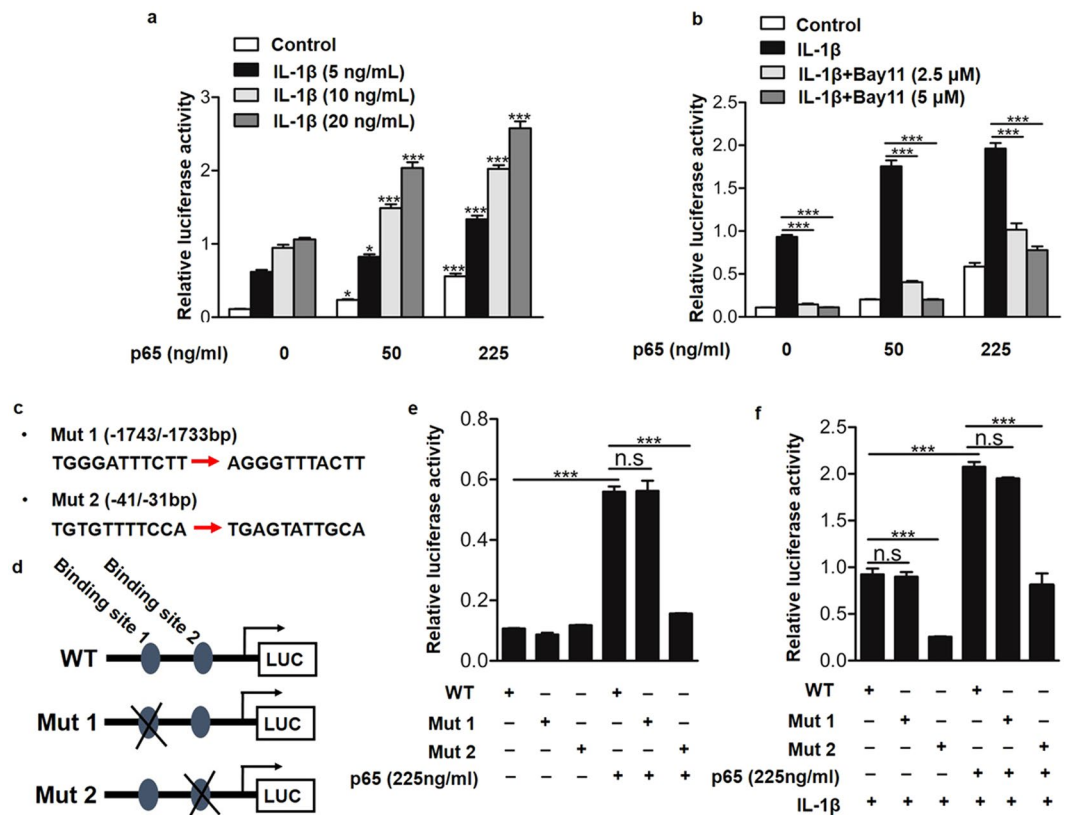 a
Control
IL-1β (5 ng/mL)
IL-1β (10 ng/mL)
IL-1β (20 ng/mL)
Relative luciferase activity
3
2
1
0
*
*
***
***
***
***
***
***
p65 (ng/ml) 0 50 225
b
Control
IL-1β
IL-1β+Bay11 (2.5 µM)
IL-1β+Bay11 (5 µM)
Relative luciferase activity
2.5
2.0
1.5
1.0
0.5
0.0
***
***
***
***
***
***
p65 (ng/ml) 0 50 225
c
• Mut 1 (-1743/-1733bp)
TGGGATTTCTT AGGGTTTACTT
• Mut 2 (-41/-31bp)
TGTGTTTTCCA TGAGTATTGCA
d
Binding site 1
Binding site 2
WT LUC
Mut 1 LUC
Mut 2 LUC
e
Relative luciferase activity
0.8
0.6
0.4
0.2
0.0
***
***
n.s
WT + – – + – –
Mut 1 – + – – + –
Mut 2 – – + – – +
p65 (225ng/ml) – – – + + +
f
Relative luciferase activity
2.5
2.0
1.5
1.0
0.5
0.0
***
n.s
***
***
n.s
WT + – – + – –
Mut 1 – + – – + –
Mut 2 – – + – – +
p65 (225ng/ml) – – – + + +
IL-1β + + + + + +